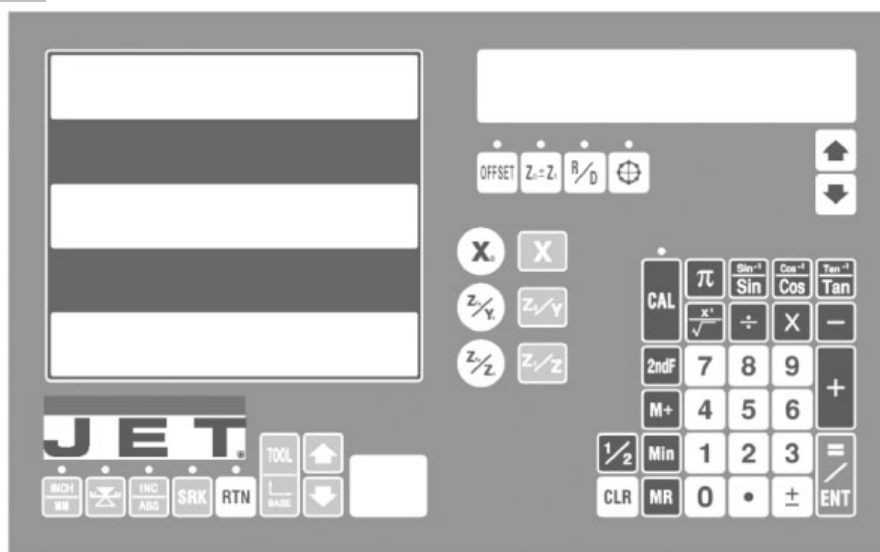 OFFSET Z₀±Z₁ R/D
X₀ X
Z₀/Y₀ Z₁/Y
Z₀/Z₀ Z₁/Z
CAL π Sin⁻¹ Sin Cos⁻¹ Cos Tan⁻¹ Tan
√ ÷ X −
2ndF 7 8 9 +
M+ 4 5 6
1/2 Min 1 2 3 =/ENT
CLR MR 0 • ±
JET®
TOOL
BASE
INCH/MM INC/ABS SRK RTN